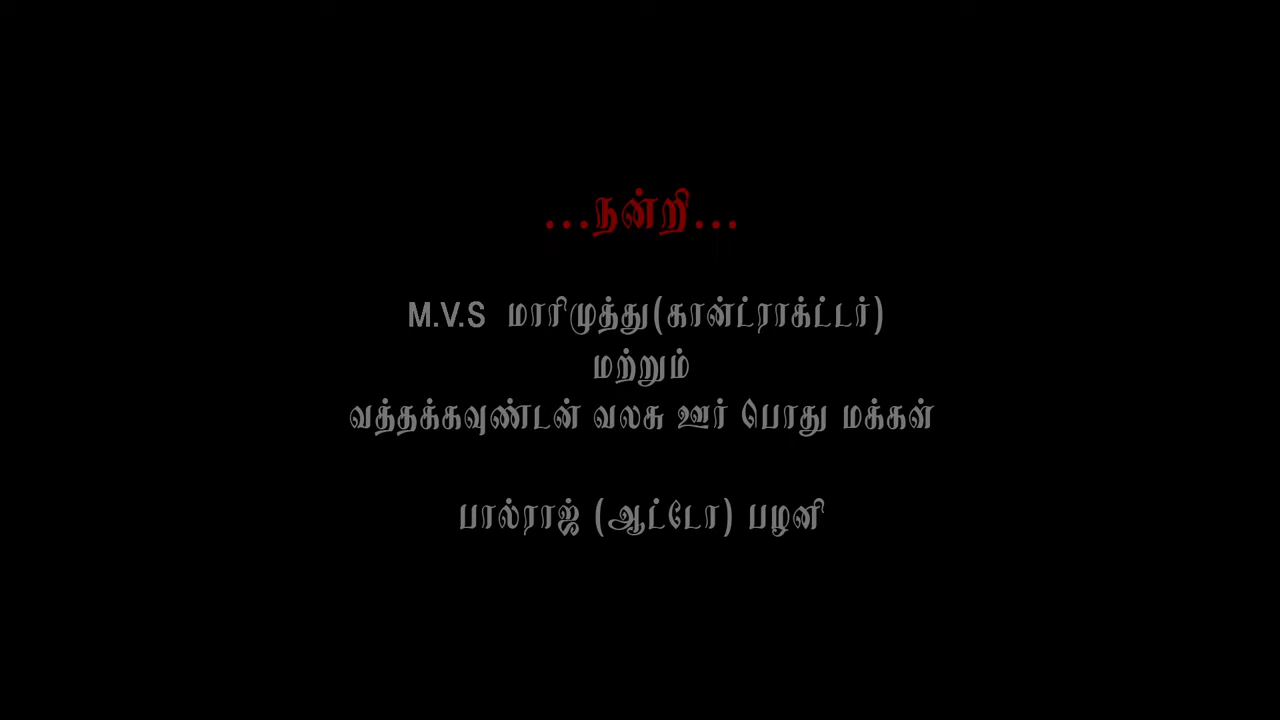 ...நன்றி...
M.V.S மாரிமுத்து(கான்ட்ராக்ட்டர்)
மற்றும்
வத்தக்கவுண்டன் வலசு ஊர் பொது மக்கள்
பால்ராஜ் (ஆட்டோ) பழனி